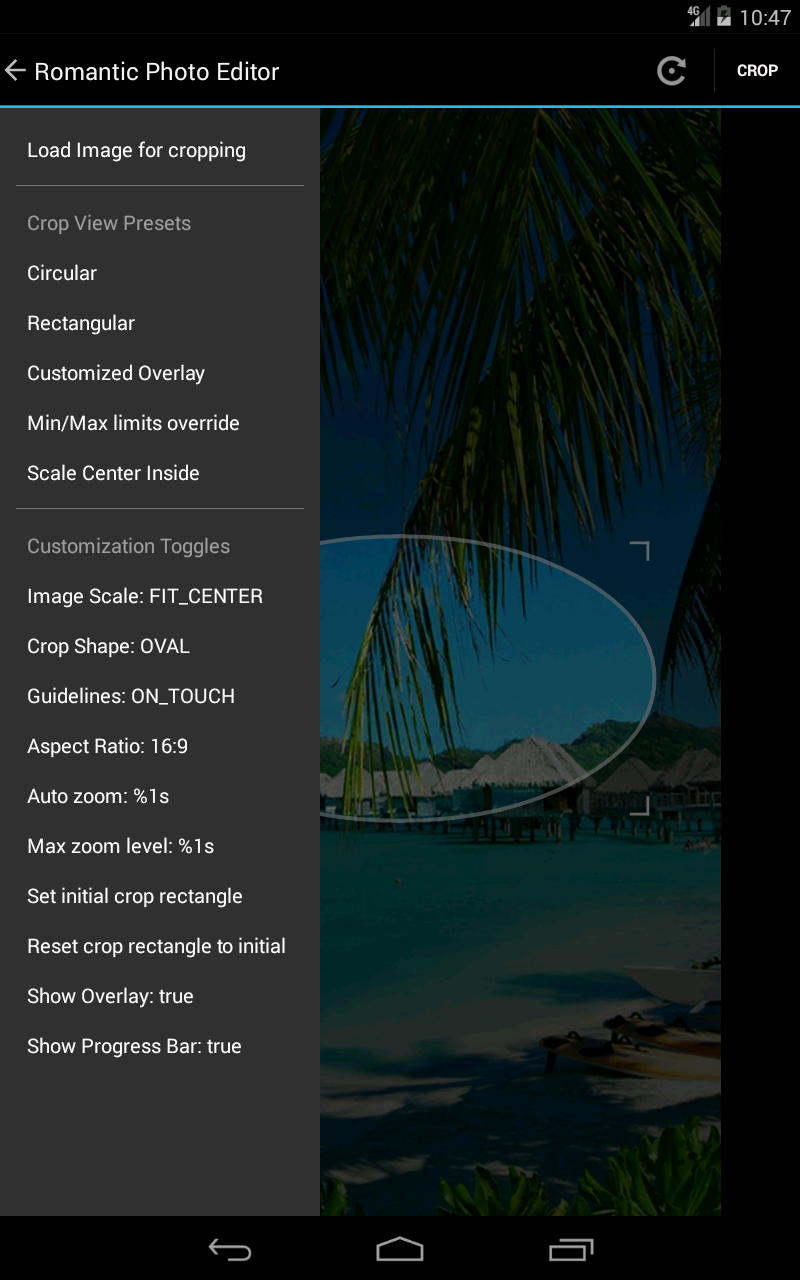 4G 10:47
Romantic Photo Editor CROP
Load Image for cropping
Crop View Presets
Circular
Rectangular
Customized Overlay
Min/Max limits override
Scale Center Inside
Customization Toggles
Image Scale: FIT_CENTER
Crop Shape: OVAL
Guidelines: ON_TOUCH
Aspect Ratio: 16:9
Auto zoom: %1s
Max zoom level: %1s
Set initial crop rectangle
Reset crop rectangle to initial
Show Overlay: true
Show Progress Bar: true